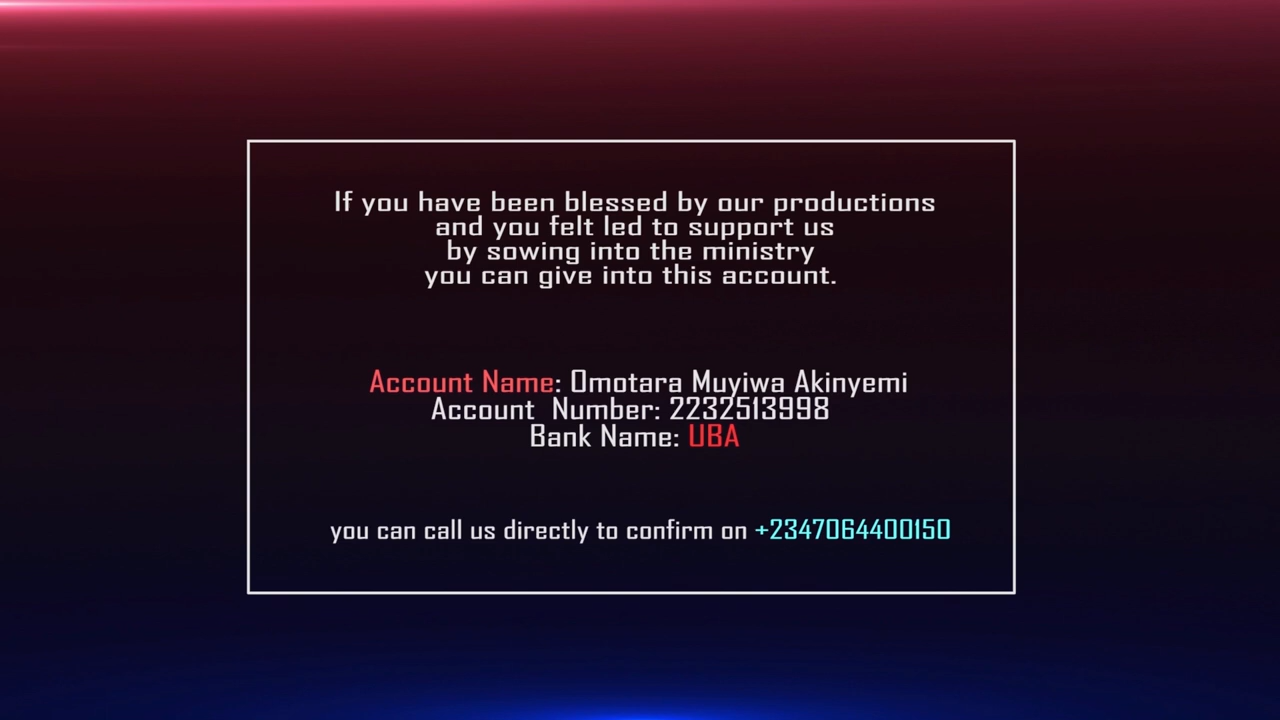 If you have been blessed by our productions
and you felt led to support us
by sowing into the ministry
you can give into this account.
Account Name: Omotara Muyiwa Akinyemi
Account Number: 2232513998
Bank Name: UBA
you can call us directly to confirm on +2347064400150